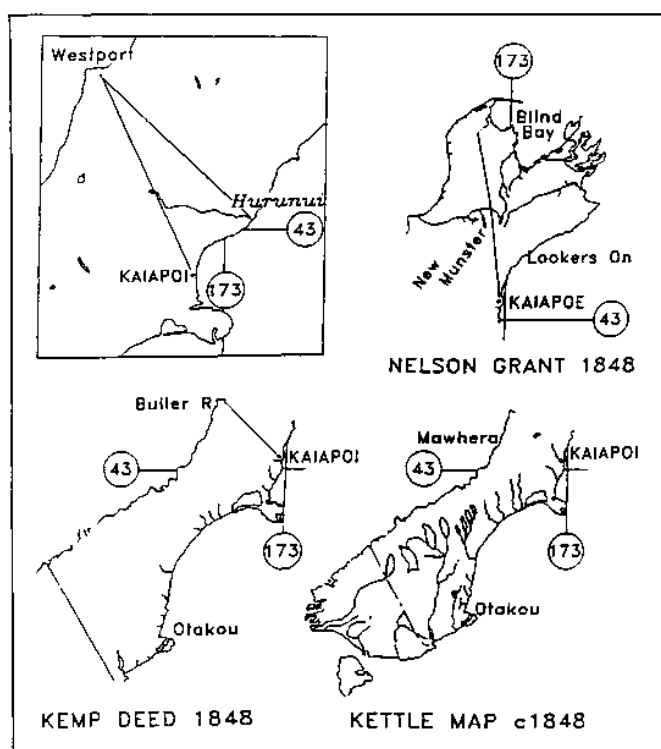 Westport
Hurunui
43
KAIAPOI
173
173
Blind
Bay
New Munster
Lookers On
KAIAPOE
43
NELSON GRANT 1848
Buller R
43
KAIAPOI
173
Otakou
KEMP DEED 1848
Mawhera
43
KAIAPOI
173
Otakou
KETTLE MAP c1848